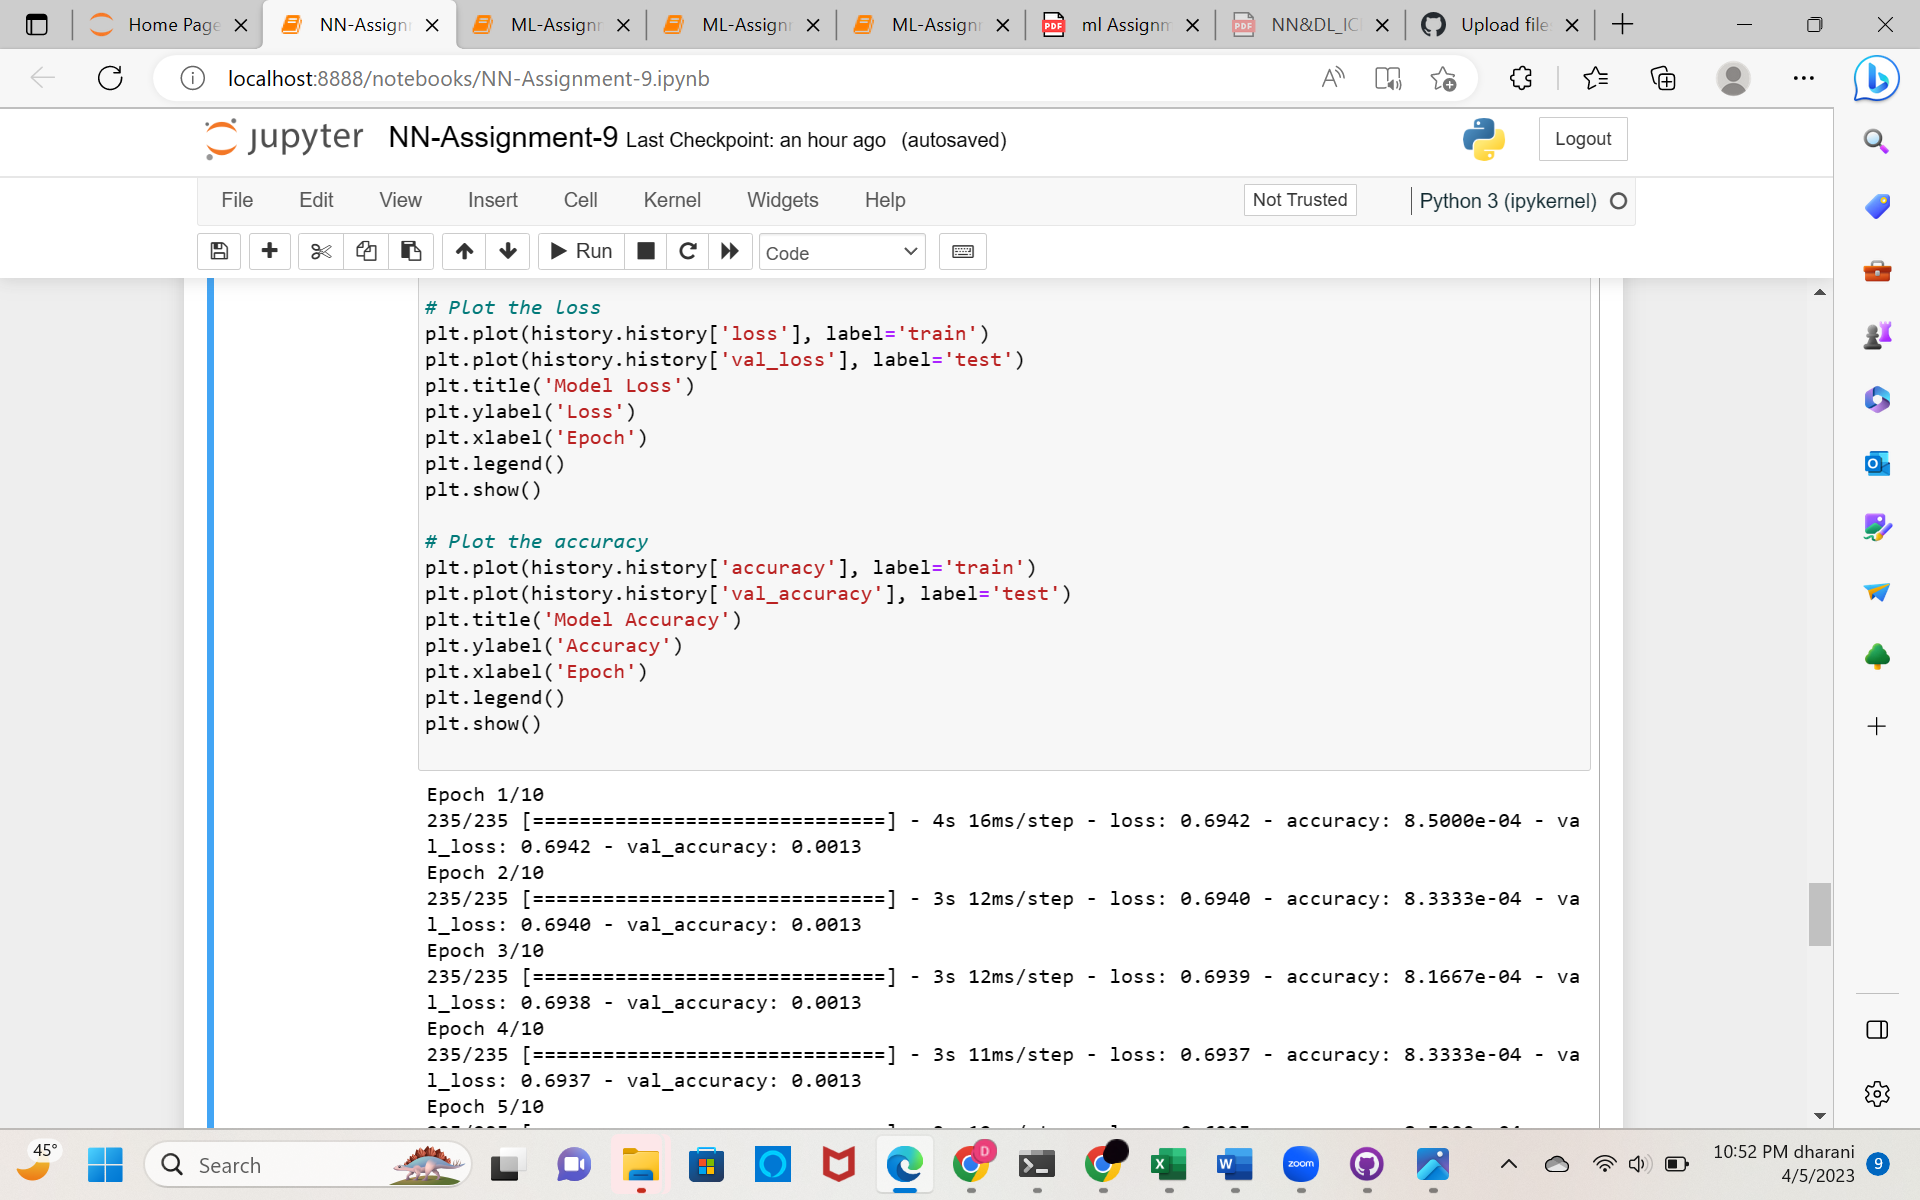 Home Page
NN-Assignm
ML-Assignm
ML-Assignm
ML-Assignm
ml Assignm
NN&DL_IC
Upload file
localhost:8888/notebooks/NN-Assignment-9.ipynb
jupyter NN-Assignment-9 Last Checkpoint: an hour ago (autosaved)
Logout
File Edit View Insert Cell Kernel Widgets Help
Not Trusted
Python 3 (ipykernel)
Run
Code
# Plot the loss
plt.plot(history.history['loss'], label='train')
plt.plot(history.history['val_loss'], label='test')
plt.title('Model Loss')
plt.ylabel('Loss')
plt.xlabel('Epoch')
plt.legend()
plt.show()
# Plot the accuracy
plt.plot(history.history['accuracy'], label='train')
plt.plot(history.history['val_accuracy'], label='test')
plt.title('Model Accuracy')
plt.ylabel('Accuracy')
plt.xlabel('Epoch')
plt.legend()
plt.show()
Epoch 1/10
235/235 [==============================] - 4s 16ms/step - loss: 0.6942 - accuracy: 8.5000e-04 - va
l_loss: 0.6942 - val_accuracy: 0.0013
Epoch 2/10
235/235 [==============================] - 3s 12ms/step - loss: 0.6940 - accuracy: 8.3333e-04 - va
l_loss: 0.6940 - val_accuracy: 0.0013
Epoch 3/10
235/235 [==============================] - 3s 12ms/step - loss: 0.6939 - accuracy: 8.1667e-04 - va
l_loss: 0.6938 - val_accuracy: 0.0013
Epoch 4/10
235/235 [==============================] - 3s 11ms/step - loss: 0.6937 - accuracy: 8.3333e-04 - va
l_loss: 0.6937 - val_accuracy: 0.0013
Epoch 5/10
45°
Search
zoom
10:52 PM dharani
4/5/2023
9